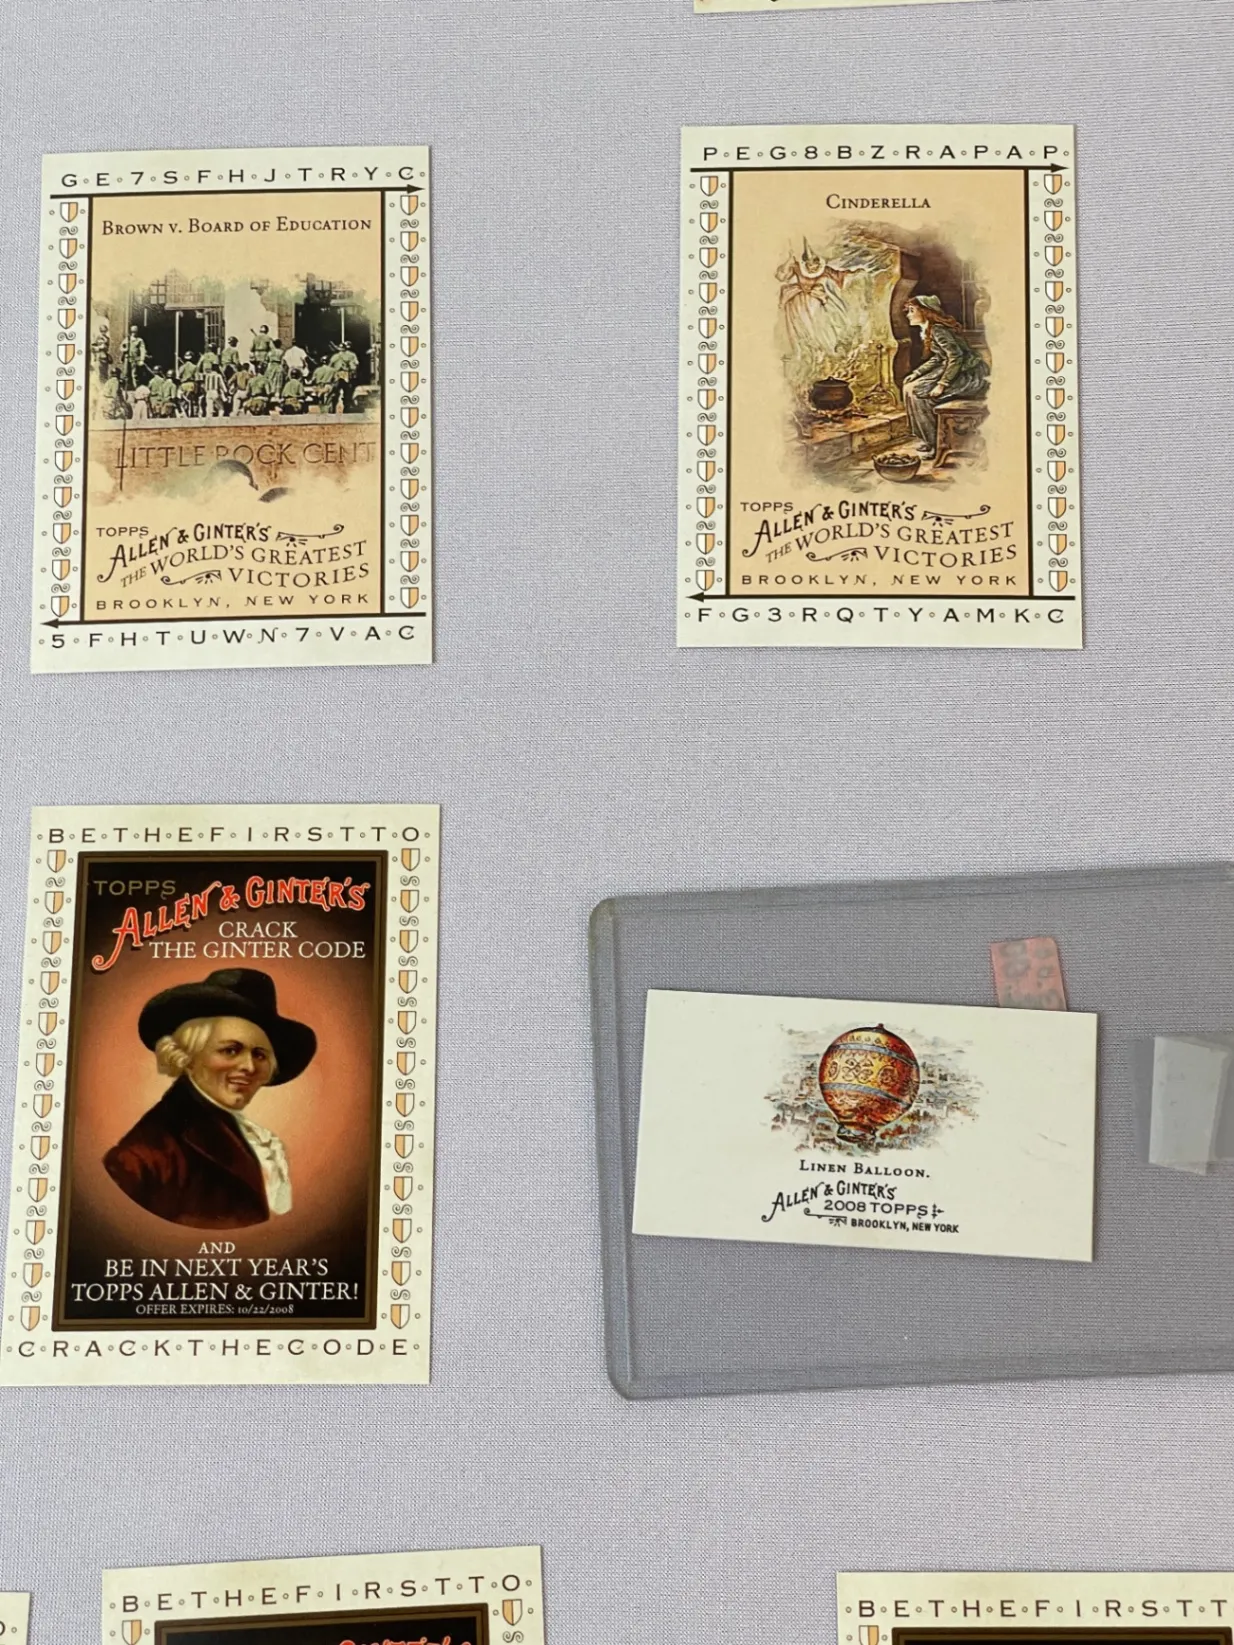 G·E·7·S·F·H·J·T·R·Y·C
BROWN V. BOARD OF EDUCATION
LITTLE ROCK CENT
TOPPS
ALLEN & GINTER'S
THE WORLD'S GREATEST
VICTORIES
BROOKLYN, NEW YORK
5·F·H·T·U·W·N·7·V·A·C
P·E·G·8·B·Z·R·A·P·A·P
CINDERELLA
TOPPS
ALLEN & GINTER'S
THE WORLD'S GREATEST
VICTORIES
BROOKLYN, NEW YORK
F·G·3·R·Q·T·Y·A·M·K·C
B·E·T·H·E·F·I·R·S·T·T·O
TOPPS
ALLEN & GINTER'S
CRACK
THE GINTER CODE
AND
BE IN NEXT YEAR'S
TOPPS ALLEN & GINTER!
OFFER EXPIRES: 10/22/2008
C·R·A·C·K·T·H·E·C·O·D·E
LINEN BALLOON.
ALLEN & GINTER'S
2008 TOPPS
BROOKLYN, NEW YORK
B·E·T·H·E·F·I·R·S·T·T·O
B·E·T·H·E·F·I·R·S·T·T